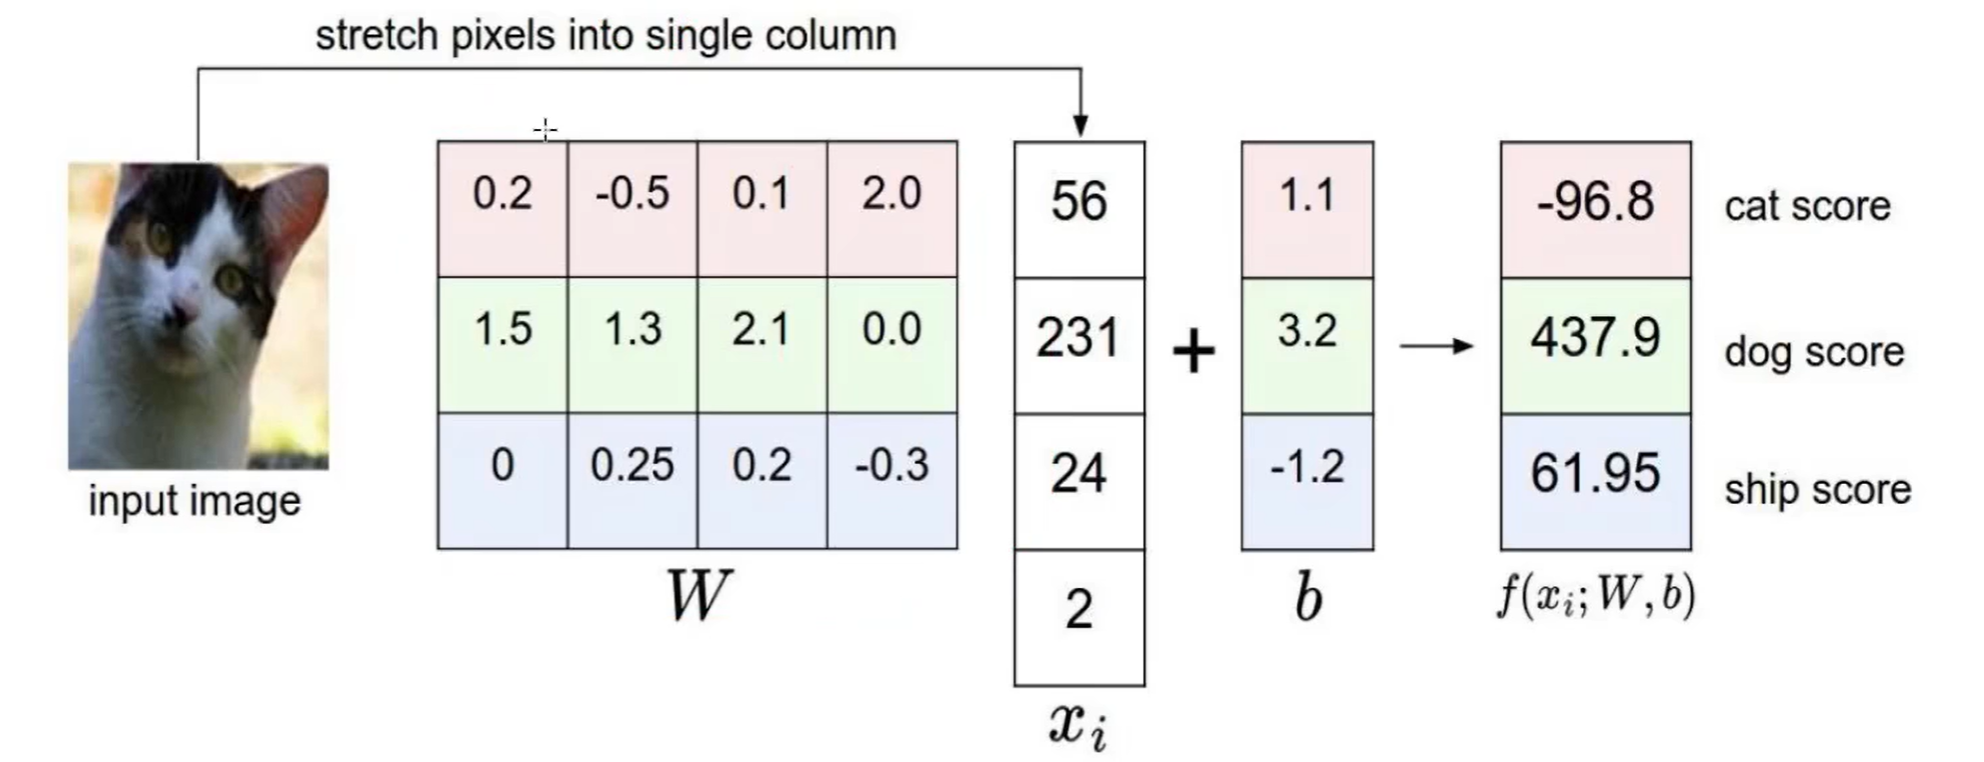 stretch pixels into single column
0.2 -0.5 0.1 2.0
1.5 1.3 2.1 0.0
0 0.25 0.2 -0.3
56
231
24
2
+
1.1
3.2
-1.2
-96.8 cat score
437.9 dog score
61.95 ship score
input image
W
x_i
b
f(x_i; W, b)